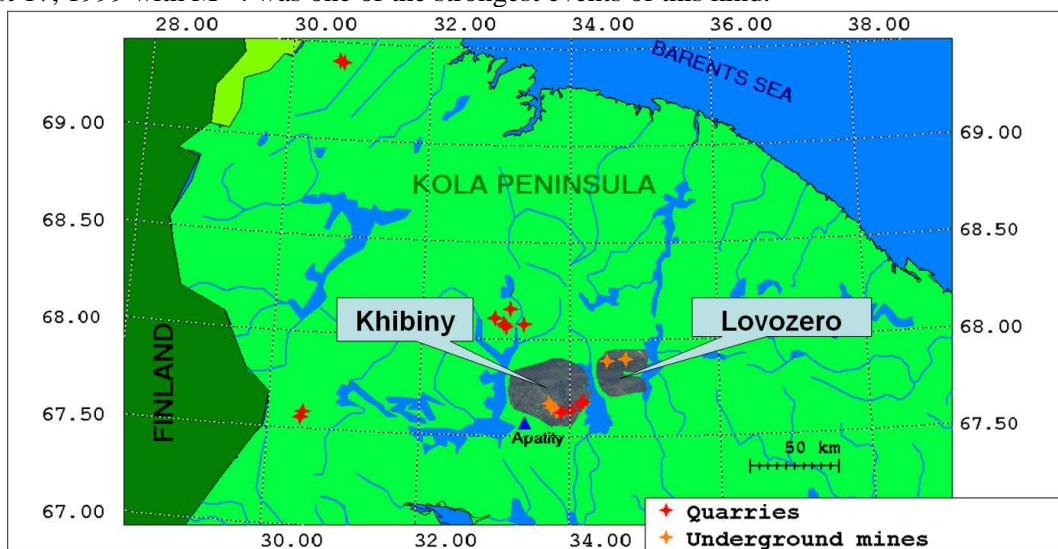 28.00 30.00 32.00 34.00 36.00 38.00
BARENTS SEA
69.00 69.00
KOLA PENINSULA
68.50 68.50
68.00 68.00
Khibiny Lovozero
FINLAND
67.50 67.50
Apatity
50 km
67.00
Quarries
30.00 32.00 34.00
Underground mines